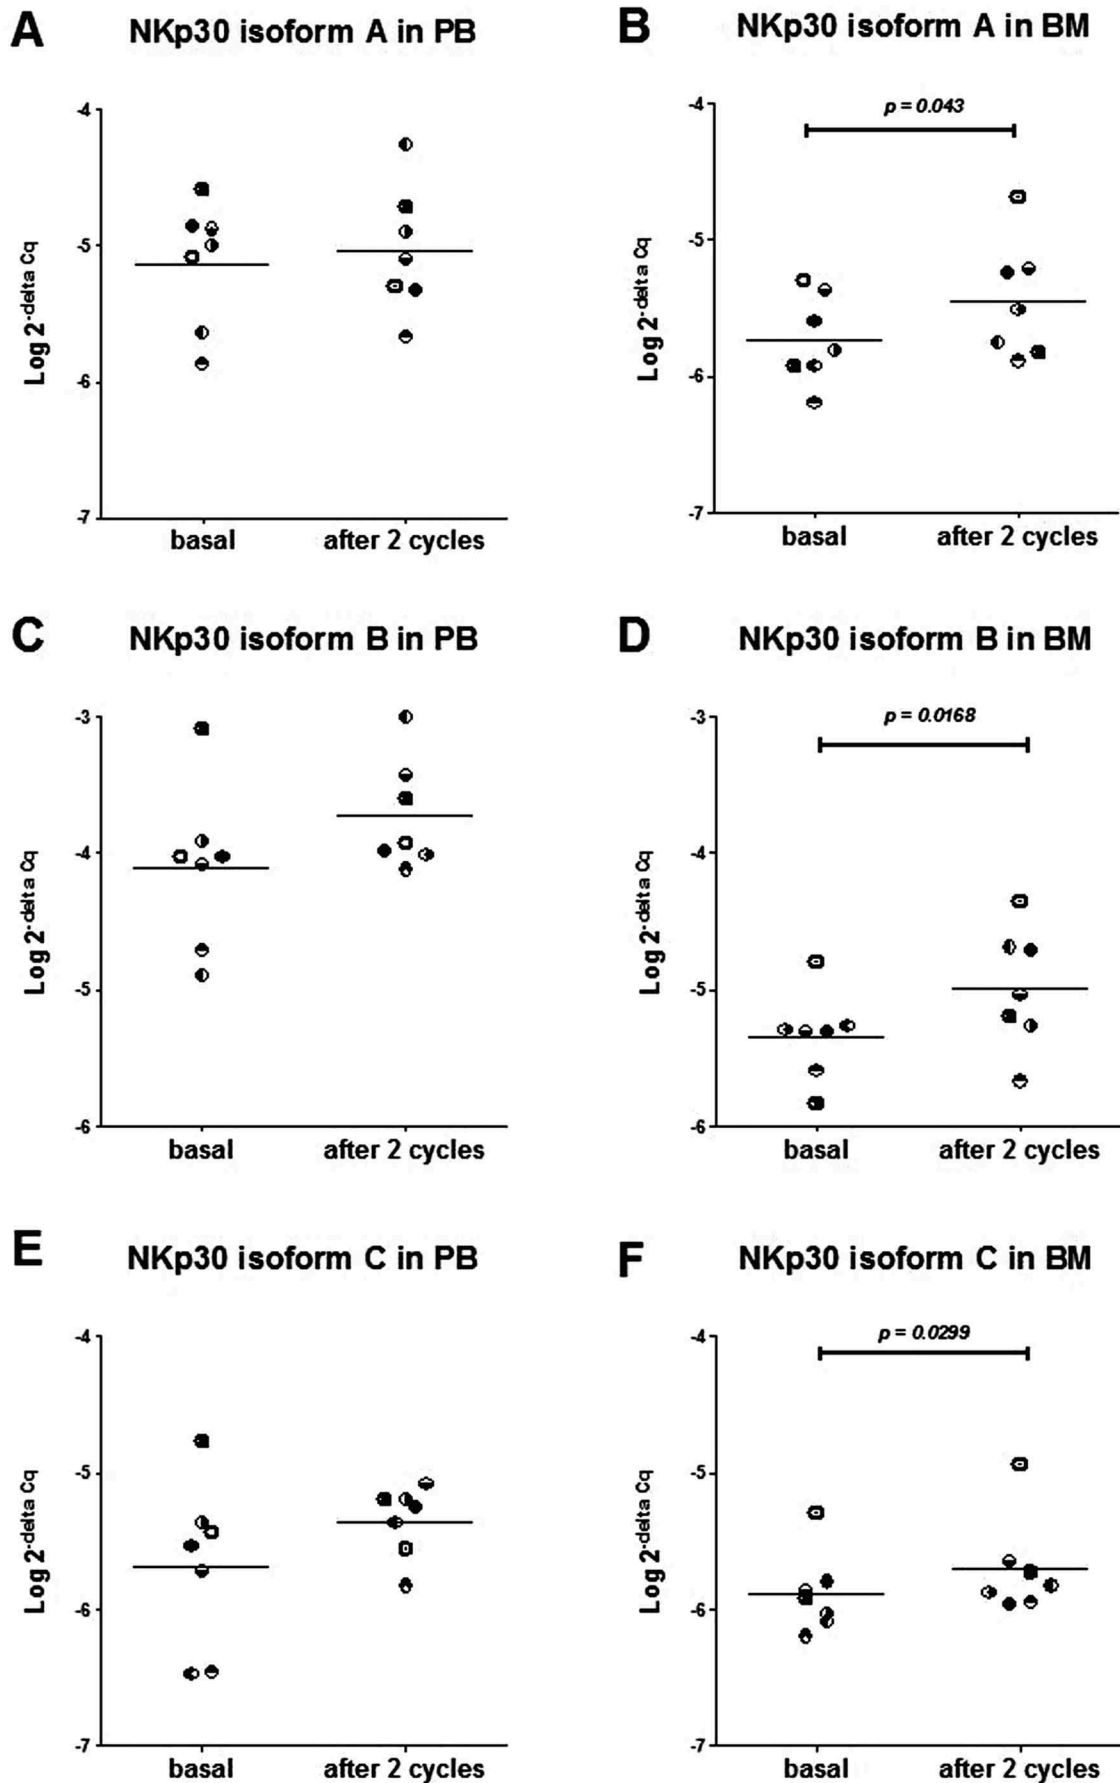 A NKp30 isoform A in PB
B NKp30 isoform A in BM
-4
-5
-6
-7
Log 2-delta Cq
basal
after 2 cycles
p = 0.043
-4
-5
-6
-7
Log 2-delta Cq
basal
after 2 cycles
C NKp30 isoform B in PB
D NKp30 isoform B in BM
-3
-4
-5
-6
Log 2-delta Cq
basal
after 2 cycles
p = 0.0168
-3
-4
-5
-6
Log 2-delta Cq
basal
after 2 cycles
E NKp30 isoform C in PB
F NKp30 isoform C in BM
-4
-5
-6
-7
Log 2-delta Cq
basal
after 2 cycles
p = 0.0299
-4
-5
-6
-7
Log 2-delta Cq
basal
after 2 cycles